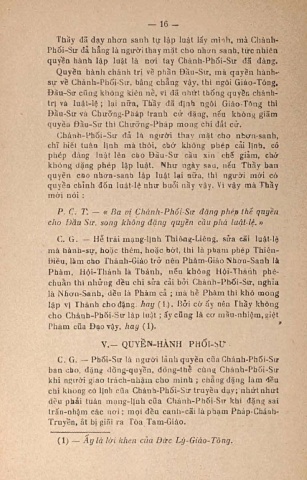 — 16 —
Thầy đã dạy nhơn sanh tự lập luật lấy mình, mà Chánh-
Phối-Sư đã hẳng là người thay mặt cho nhơn sanh, tức nhiên
quyền hành lập luật là nơi tay Chánh-Phối-Sư đã đáng.
Quyền hành chánh trị về phần Đầu-Sư, mà quyền hành-
sự về Chánh-Phối-Sư, bằng chẳng vậy, thì ngôi Giáo-Tông,
Đầu-Sư cũng không kiên nể, vì đã nhứt thống quyền chánh-
trị và luật-lệ ; lại nữa, Thầy đã định ngôi Giáo-Tông thì
Đầu-Sư và Chưởng-Pháp tranh cử đặng, nếu không giảm
quyền Đầu-Sư thì Chưởng-Pháp mong chi đắc cử.
Chánh-Phối-Sư đã là người thay mặt cho nhơn-sanh,
chỉ biết tuân lịnh mà thôi, chớ không phép cải lịnh, có
phép dâng luật lên cho Đầu-Sư cầu xin chế giảm, chớ
không đặng phép lập luật. Như ngày sau, nếu Thầy ban
quyền cho nhơn-sanh lập luật lại nữa, thì người mới có
quyền chỉnh đốn luật-lệ như buổi nầy vậy. Vì vậy mà Thầy
mới nói :
P. C. T. — « Ba vị Chánh-Phối-Sư đặng phép thế quyền
cho Đầu Sư, song không đặng quyền cầu phá luật-lệ. »
C. G. — Hễ trái mạng-lịnh Thiêng-Liêng, sửa cải luật-lệ
mà hành-sự, hoặc thêm, hoặc bớt, thì là phạm phép Thiên-
Điều, làm cho Thánh-Giáo trở nên Phàm-Giáo Nhơn-Sanh là
Phàm, Hội-Thánh là Thánh, nếu không Hội-Thánh phê-
chuẩn thì những đều chi sửa cải bởi Chánh-Phối-Sư, nghĩa
là Nhơn-Sanh, đều là Phàm cả ; mà hễ Phàm thì khó mong
lập vị Thánh cho đặng. hay (1). Bởi cớ ấy nên Thầy không
cho Chánh-Phối-Sư lập luật ; ấy cũng là cơ mầu-nhiệm, giệt
Phàm của Đạo vậy, hay (1).
V.— QUYỀN-HÀNH PHỐI-SƯ
C. G. — Phối-Sư là người lãnh quyền của Chánh-Phối-Sư
ban cho, đặng đồng-quyền, đồng-thể cùng Chánh-Phối-Sư
khi người giao trách-nhậm cho mình ; chẳng đặng làm đều
chi không có lịnh của Chánh-Phối-Sư truyền dạy ; nhứt nhứt
đều phải tuân mạng-lịnh của Chánh-Phối-Sư khi đặng sai
trấn-nhậm các nơi ; mọi đều canh-cải là phạm Pháp-Chánh-
Truyền, ắt bị giải ra Tòa Tam-Giáo.
(1) — Ấy là lời khen của Đức Lý-Giáo-Tông.